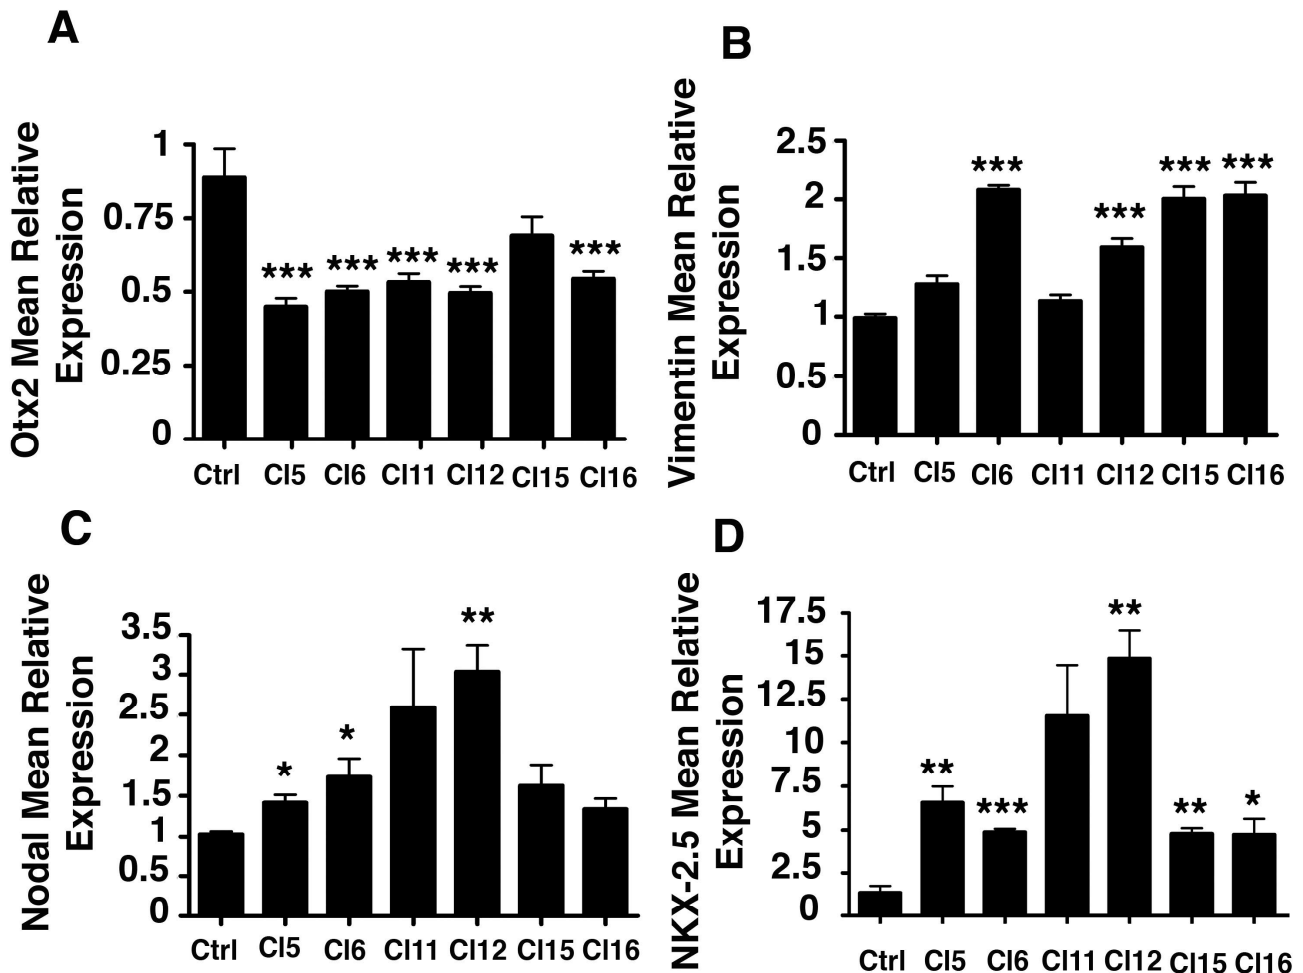 A
Otx2 Mean Relative
Expression
1
0.75
0.5
0.25
0
***
***
***
***
***
Ctrl Cl5 Cl6 Cl11 Cl12 Cl15 Cl16
B
Vimentin Mean Relative
Expression
2.5
2
1.5
1
0.5
0
***
***
***
***
Ctrl Cl5 Cl6 Cl11 Cl12 Cl15 Cl16
C
Nodal Mean Relative
Expression
3.5
3
2.5
2
1.5
1
0.5
0
*
*
**
Ctrl Cl5 Cl6 Cl11 Cl12 Cl15 Cl16
D
NKX-2.5 Mean Relative
Expression
17.5
15
12.5
10
7.5
5
2.5
0
**
***
**
**
*
Ctrl Cl5 Cl6 Cl11 Cl12 Cl15 Cl16